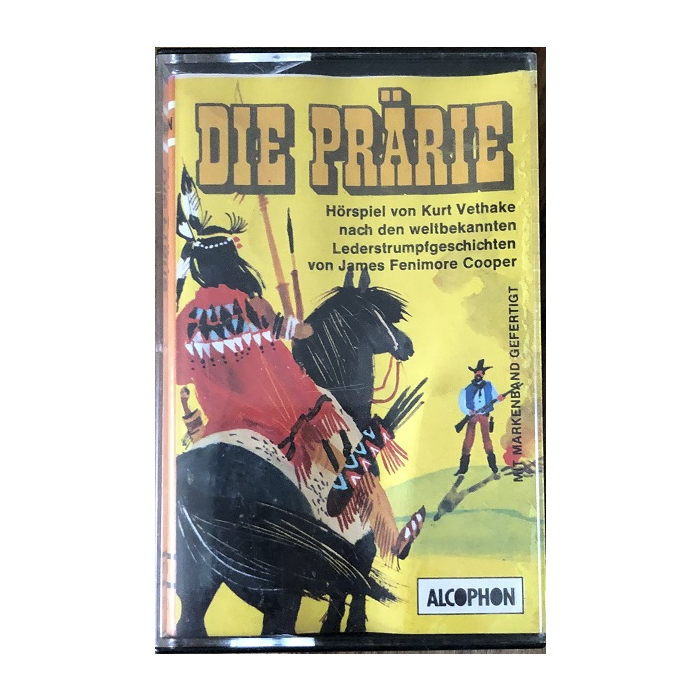 DIE PRÄRIE
Hörspiel von Kurt Vethake
nach den weltbekannten
Lederstrumpfgeschichten
von James Fenimore Cooper
MIT MARKENBAND GEFERTIGT
ALCOPHON